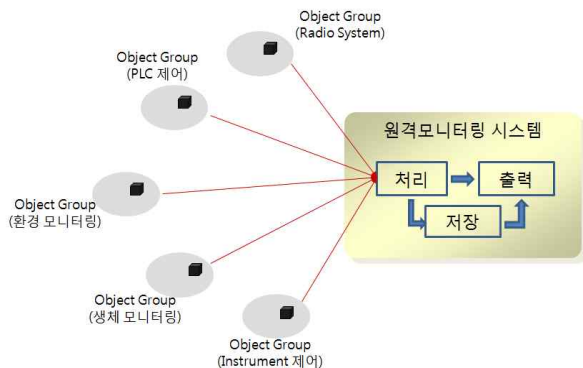 Object Group
(Radio System)
Object Group
(PLC 제어)
원격모니터링 시스템
처리
출력
저장
Object Group
(환경 모니터링)
Object Group
(생체 모니터링)
Object Group
(Instrument 제어)